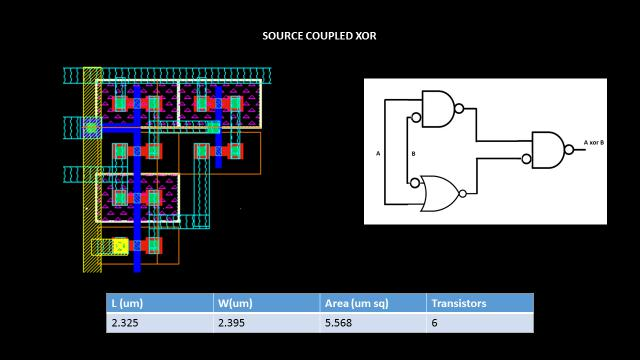 SOURCE COUPLED XOR
A
B
A xor B
L (um) W(um) Area (um sq) Transistors
2.325 2.395 5.568 6